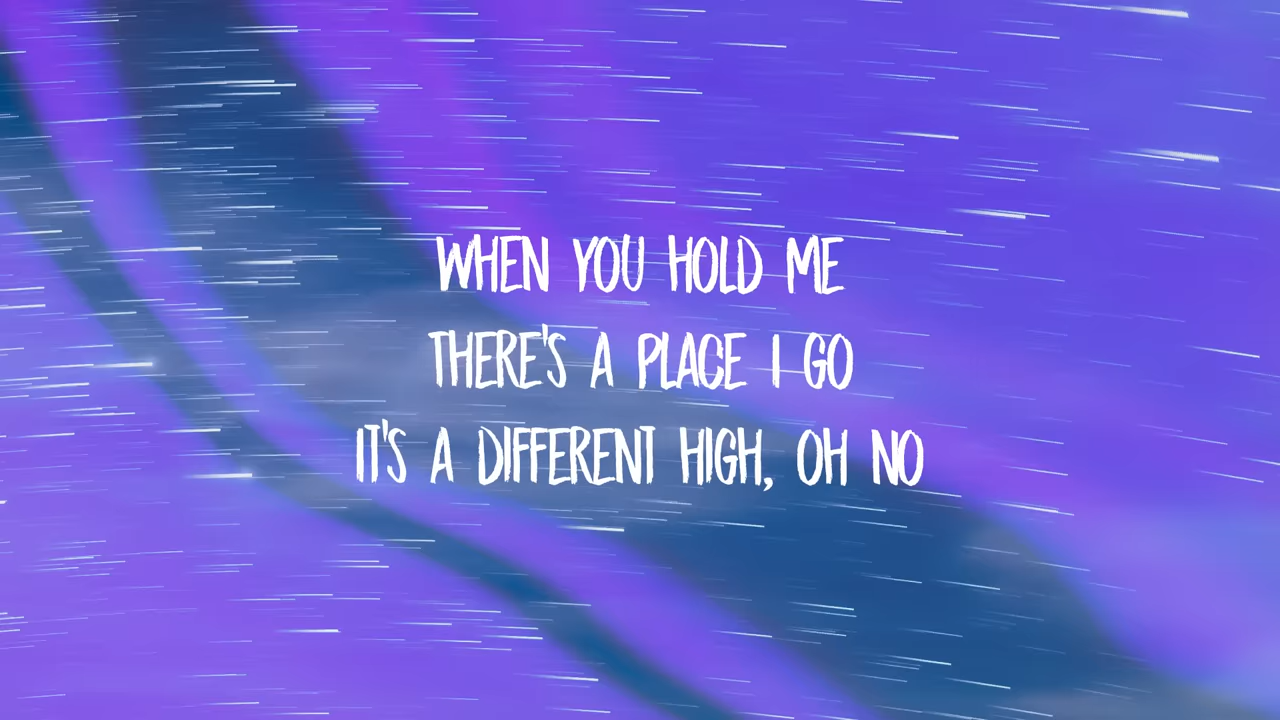 WHEN YOU HOLD ME
THERE'S A PLACE I GO
IT'S A DIFFERENT HIGH, OH NO